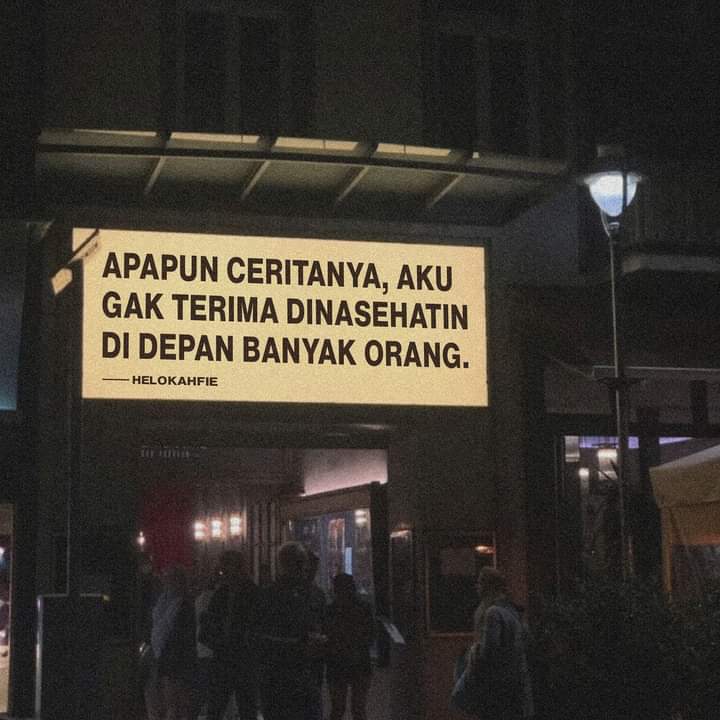 APAPUN CERITANYA, AKU
GAK TERIMA DINASEHATIN
DI DEPAN BANYAK ORANG.
—— HELOKAHFIE